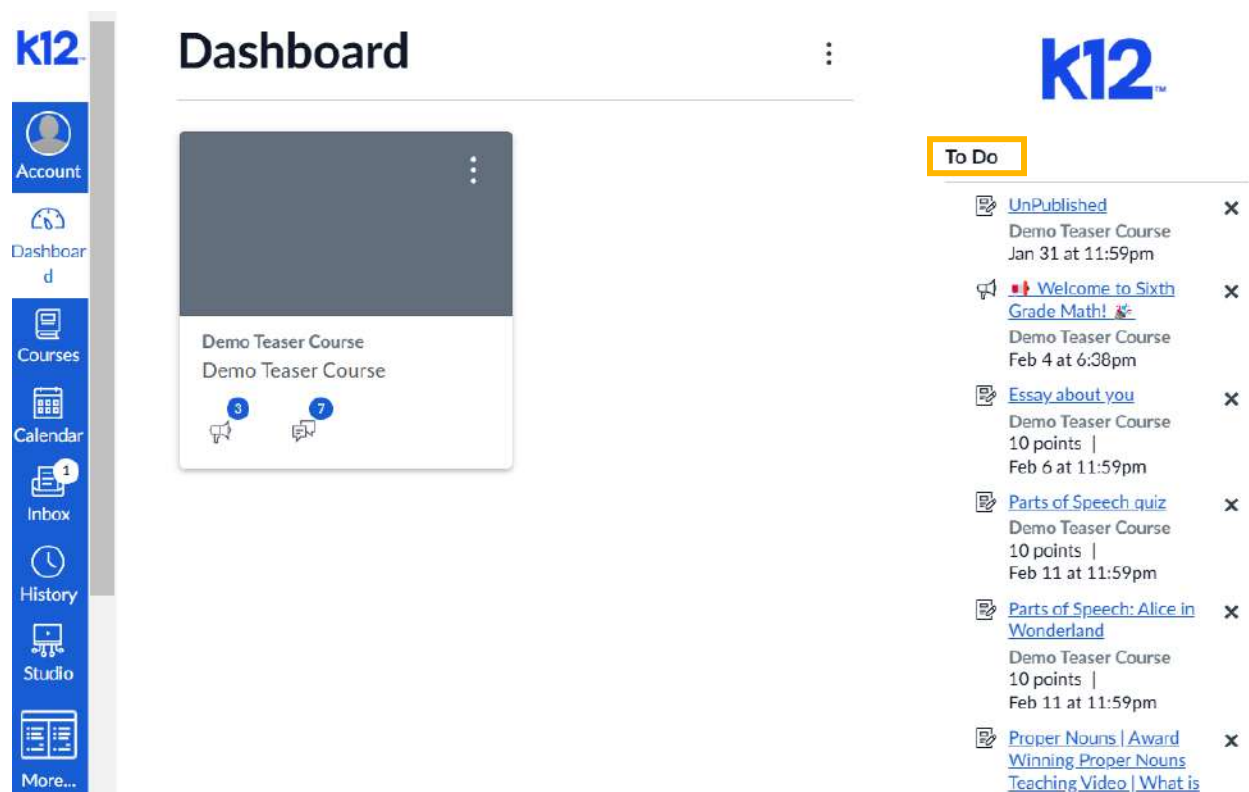 k12
Account
Dashboar
d
Courses
Calendar
1
Inbox
History
Studio
More...
Dashboard
Demo Teaser Course
Demo Teaser Course
3
7
k12™
To Do
UnPublished
Demo Teaser Course
Jan 31 at 11:59pm
Welcome to Sixth
Grade Math!
Demo Teaser Course
Feb 4 at 6:38pm
Essay about you
Demo Teaser Course
10 points |
Feb 6 at 11:59pm
Parts of Speech quiz
Demo Teaser Course
10 points |
Feb 11 at 11:59pm
Parts of Speech: Alice in
Wonderland
Demo Teaser Course
10 points |
Feb 11 at 11:59pm
Proper Nouns | Award
Winning Proper Nouns
Teaching Video | What is